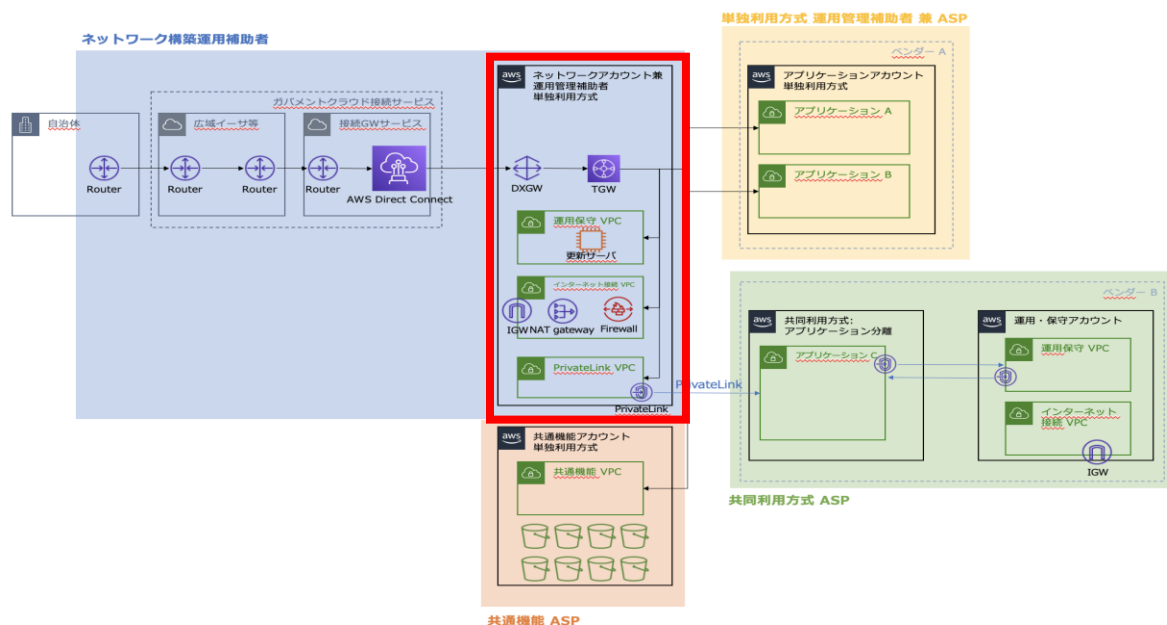 単独利用方式 運用管理補助者 兼 ASP
ネットワーク構築運用補助者
ベンダー A
aws
ネットワークアカウント兼
運用管理補助者
単独利用方式
aws
アプリケーションアカウント
単独利用方式
ガバメントクラウド接続サービス
自治体
広域イーサ等
接続GWサービス
アプリケーション A
Router
Router
Router
Router
AWS Direct Connect
DXGW
TGW
アプリケーション B
運用保守 VPC
更新サーバ
インターネット接続 VPC
IGW
NAT gateway
Firewall
PrivateLink VPC
PrivateLink
PrivateLink
ベンダー B
aws
共同利用方式:
アプリケーション分離
aws
運用・保守アカウント
アプリケーション C
運用保守 VPC
インターネット
接続 VPC
IGW
共同利用方式 ASP
aws
共通機能アカウント
単独利用方式
共通機能 VPC
共通機能 ASP